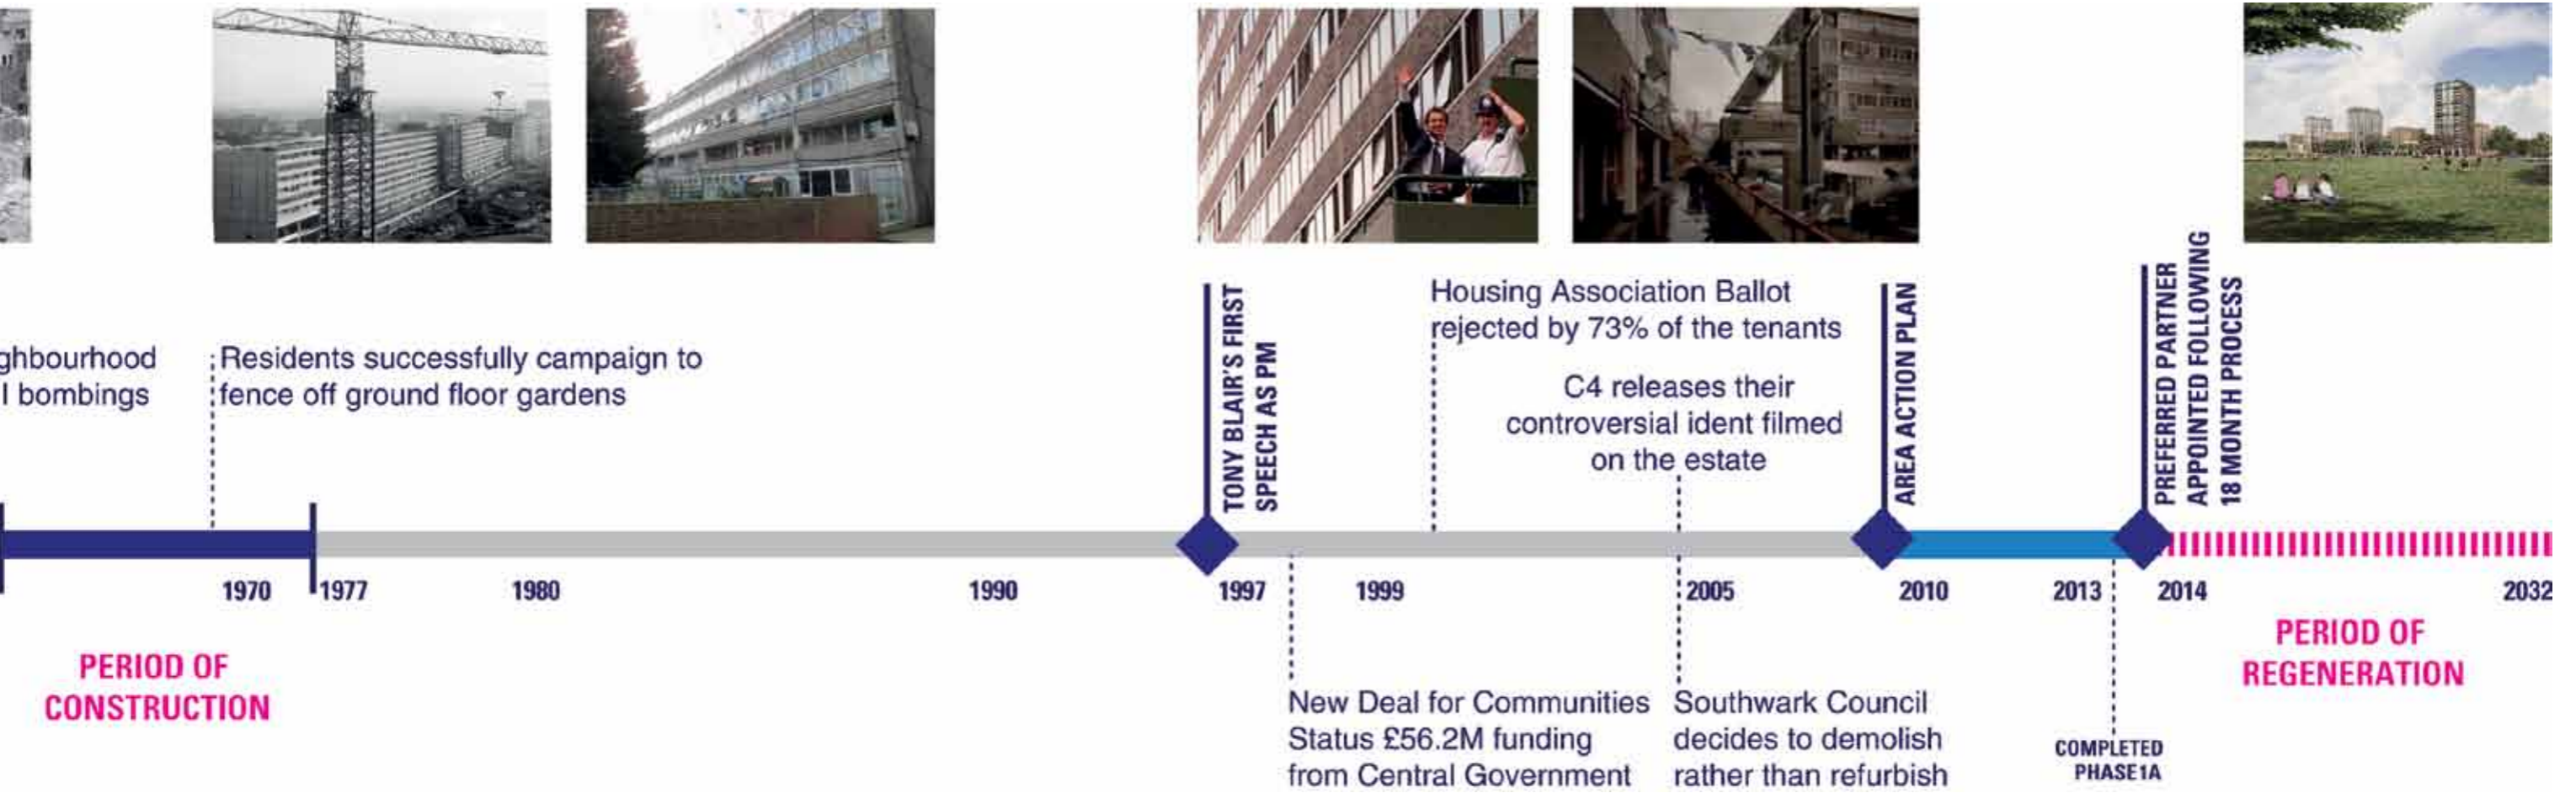 ghbourhood
l bombings
Residents successfully campaign to
fence off ground floor gardens
TONY BLAIR'S FIRST
SPEECH AS PM
Housing Association Ballot
rejected by 73% of the tenants
C4 releases their
controversial ident filmed
on the estate
AREA ACTION PLAN
PREFERRED PARTNER
APPOINTED FOLLOWING
18 MONTH PROCESS
1970 1977 1980 1990 1997 1999 2005 2010 2013 2014 2032
PERIOD OF
CONSTRUCTION
New Deal for Communities
Status £56.2M funding
from Central Government
Southwark Council
decides to demolish
rather than refurbish
COMPLETED
PHASE1A
PERIOD OF
REGENERATION